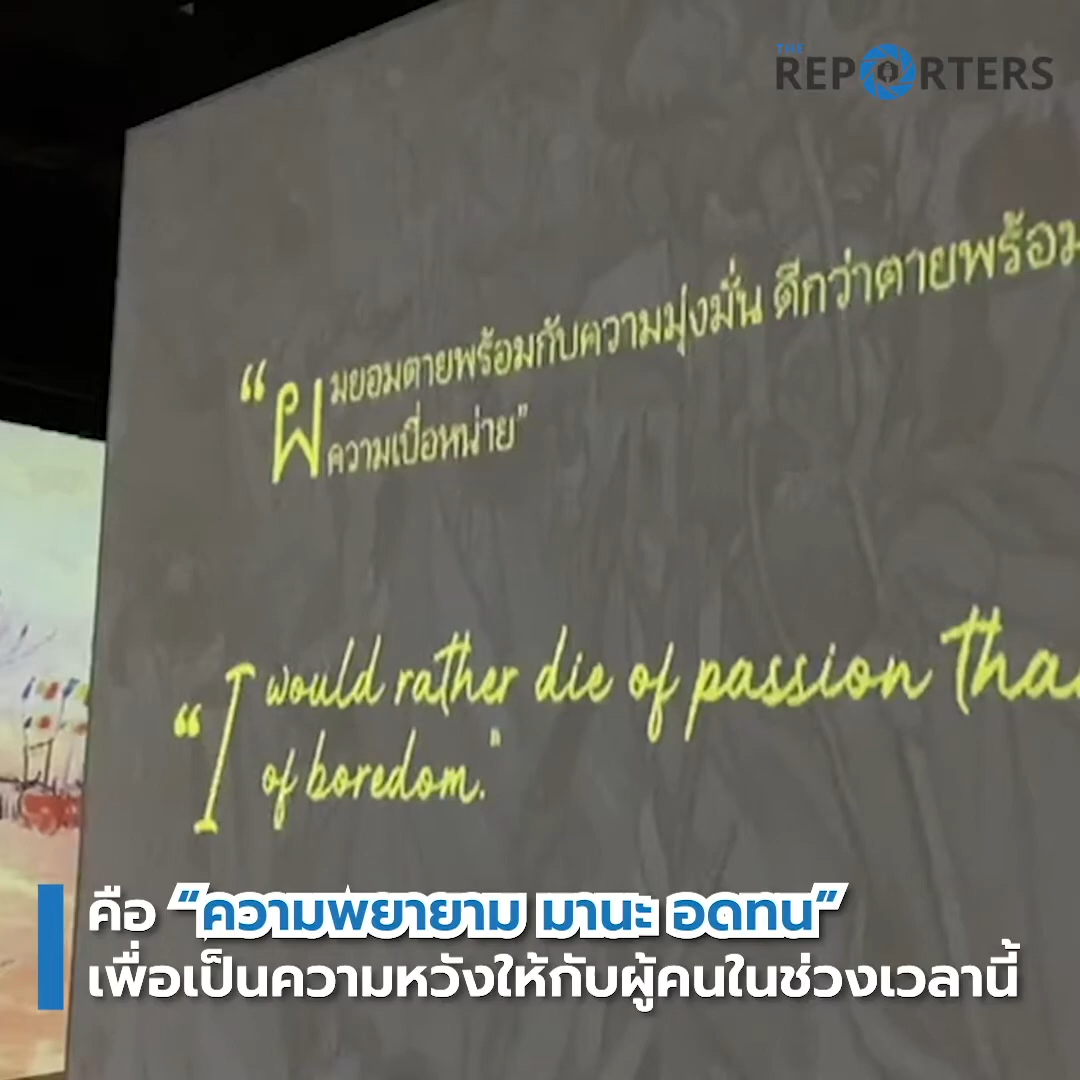 THE
REPORTERS
“ผมยอมตายพร้อมกับความมุ่งมั่น ดีกว่าตายพร้อม
ความเบื่อหน่าย”
“I would rather die of passion than
of boredom."
คือ “ความพยายาม มานะ อดทน”
เพื่อเป็นความหวังให้กับผู้คนในช่วงเวลานี้